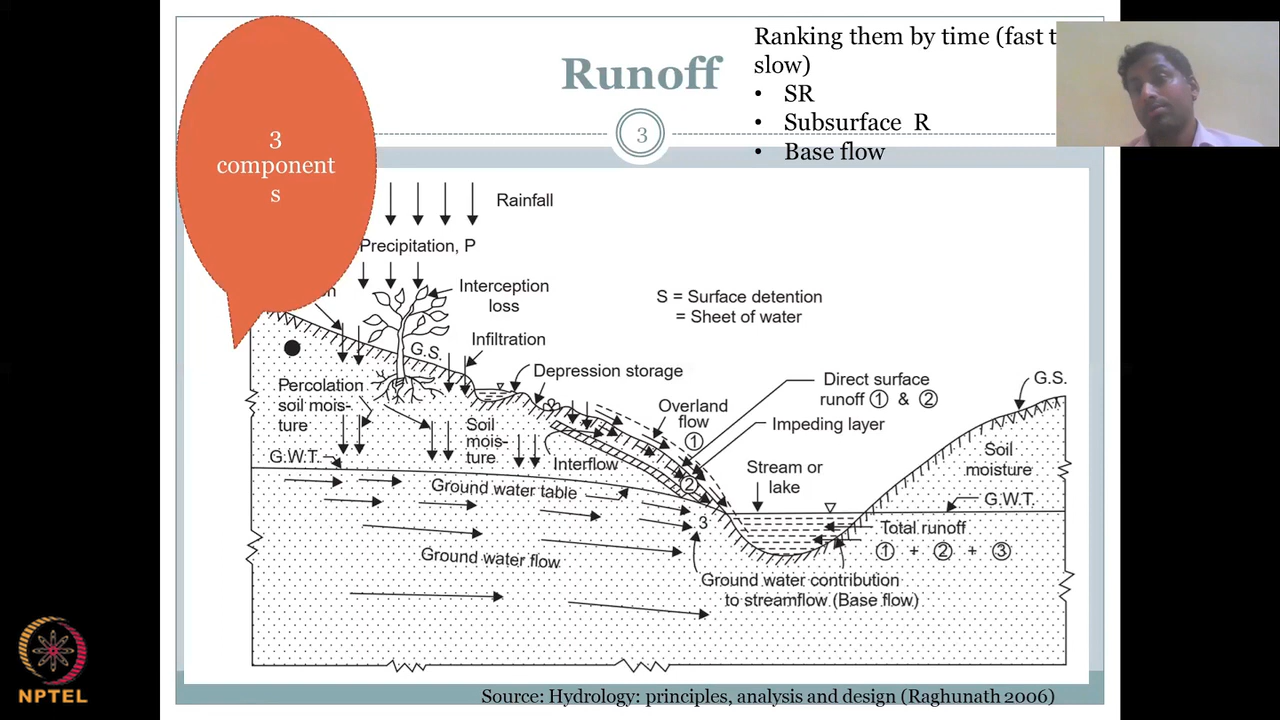 Ranking them by time (fast t
slow)
• SR
• Subsurface R
• Base flow
Runoff
3
3
component
s
Rainfall
Precipitation, P
Interception
loss
S = Surface detention
= Sheet of water
Infiltration
G.S.
Depression storage
Percolation
soil mois-
ture
Soil
mois-
ture
Overland
flow
1
Direct surface
runoff 1 & 2
Impeding layer
G.S.
Soil
moisture
G.W.T.
Interflow
2
Stream or
lake
Ground water table
G.W.T.
3
Total runoff
1 + 2 + 3
Ground water flow
Ground water contribution
to streamflow (Base flow)
NPTEL
Source: Hydrology: principles, analysis and design (Raghunath 2006)